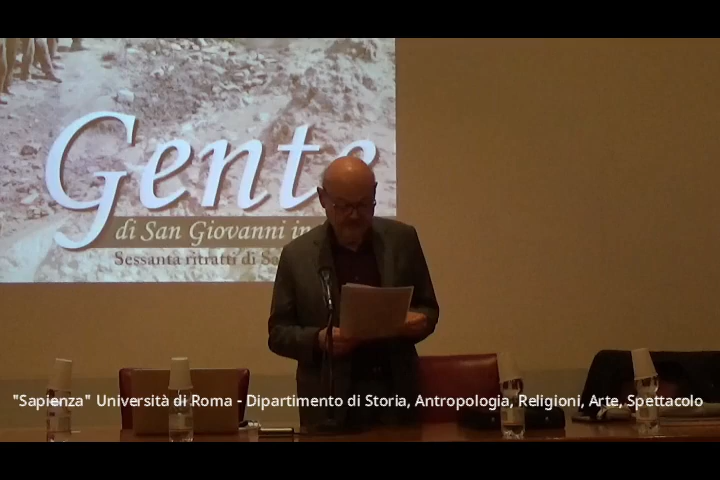 Gente
di San Giovanni in
Sessanta ritratti di
"Sapienza" Università di Roma - Dipartimento di Storia, Antropologia, Religioni, Arte, Spettacolo